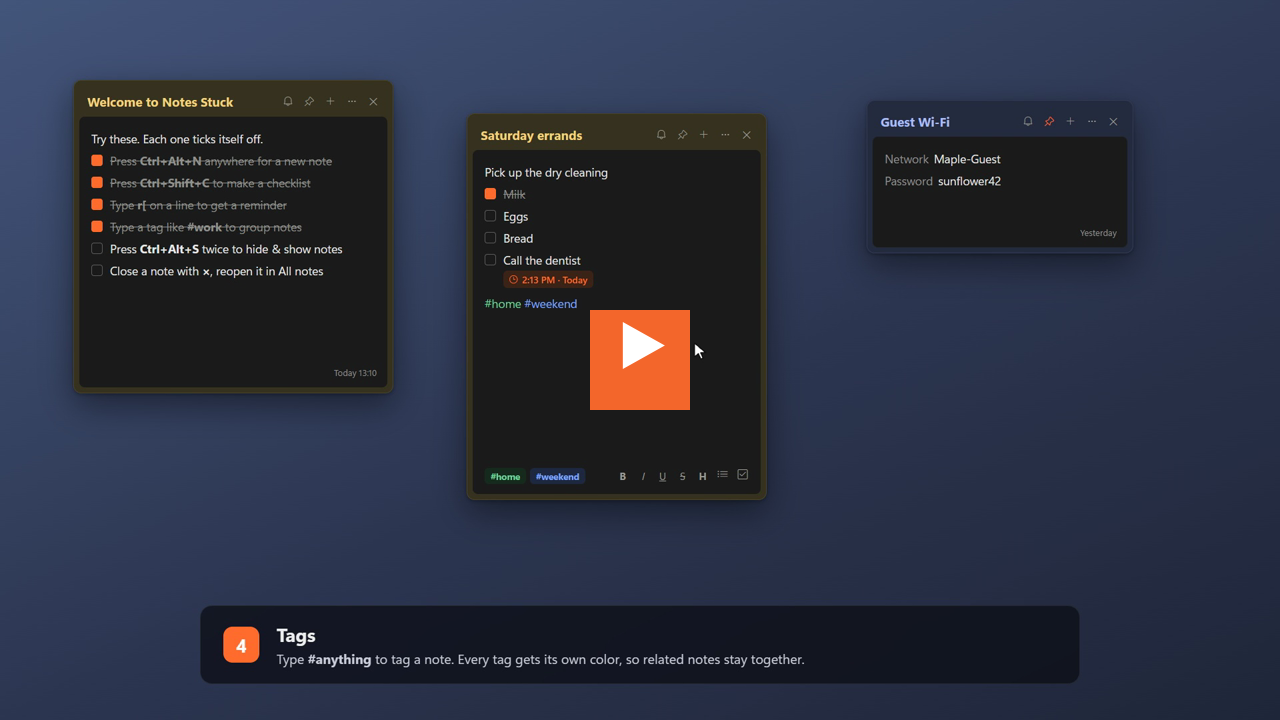 Welcome to Notes Stuck
Try these. Each one ticks itself off.
Press Ctrl+Alt+N anywhere for a new note
Press Ctrl+Shift+C to make a checklist
Type r[ on a line to get a reminder
Type a tag like #work to group notes
Press Ctrl+Alt+S twice to hide & show notes
Close a note with ×, reopen it in All notes
Today 13:10
Saturday errands
Pick up the dry cleaning
Milk
Eggs
Bread
Call the dentist
2:13 PM · Today
#home #weekend
#home #weekend B I U S H
Guest Wi-Fi
Network Maple-Guest
Password sunflower42
Yesterday
4
Tags
Type #anything to tag a note. Every tag gets its own color, so related notes stay together.